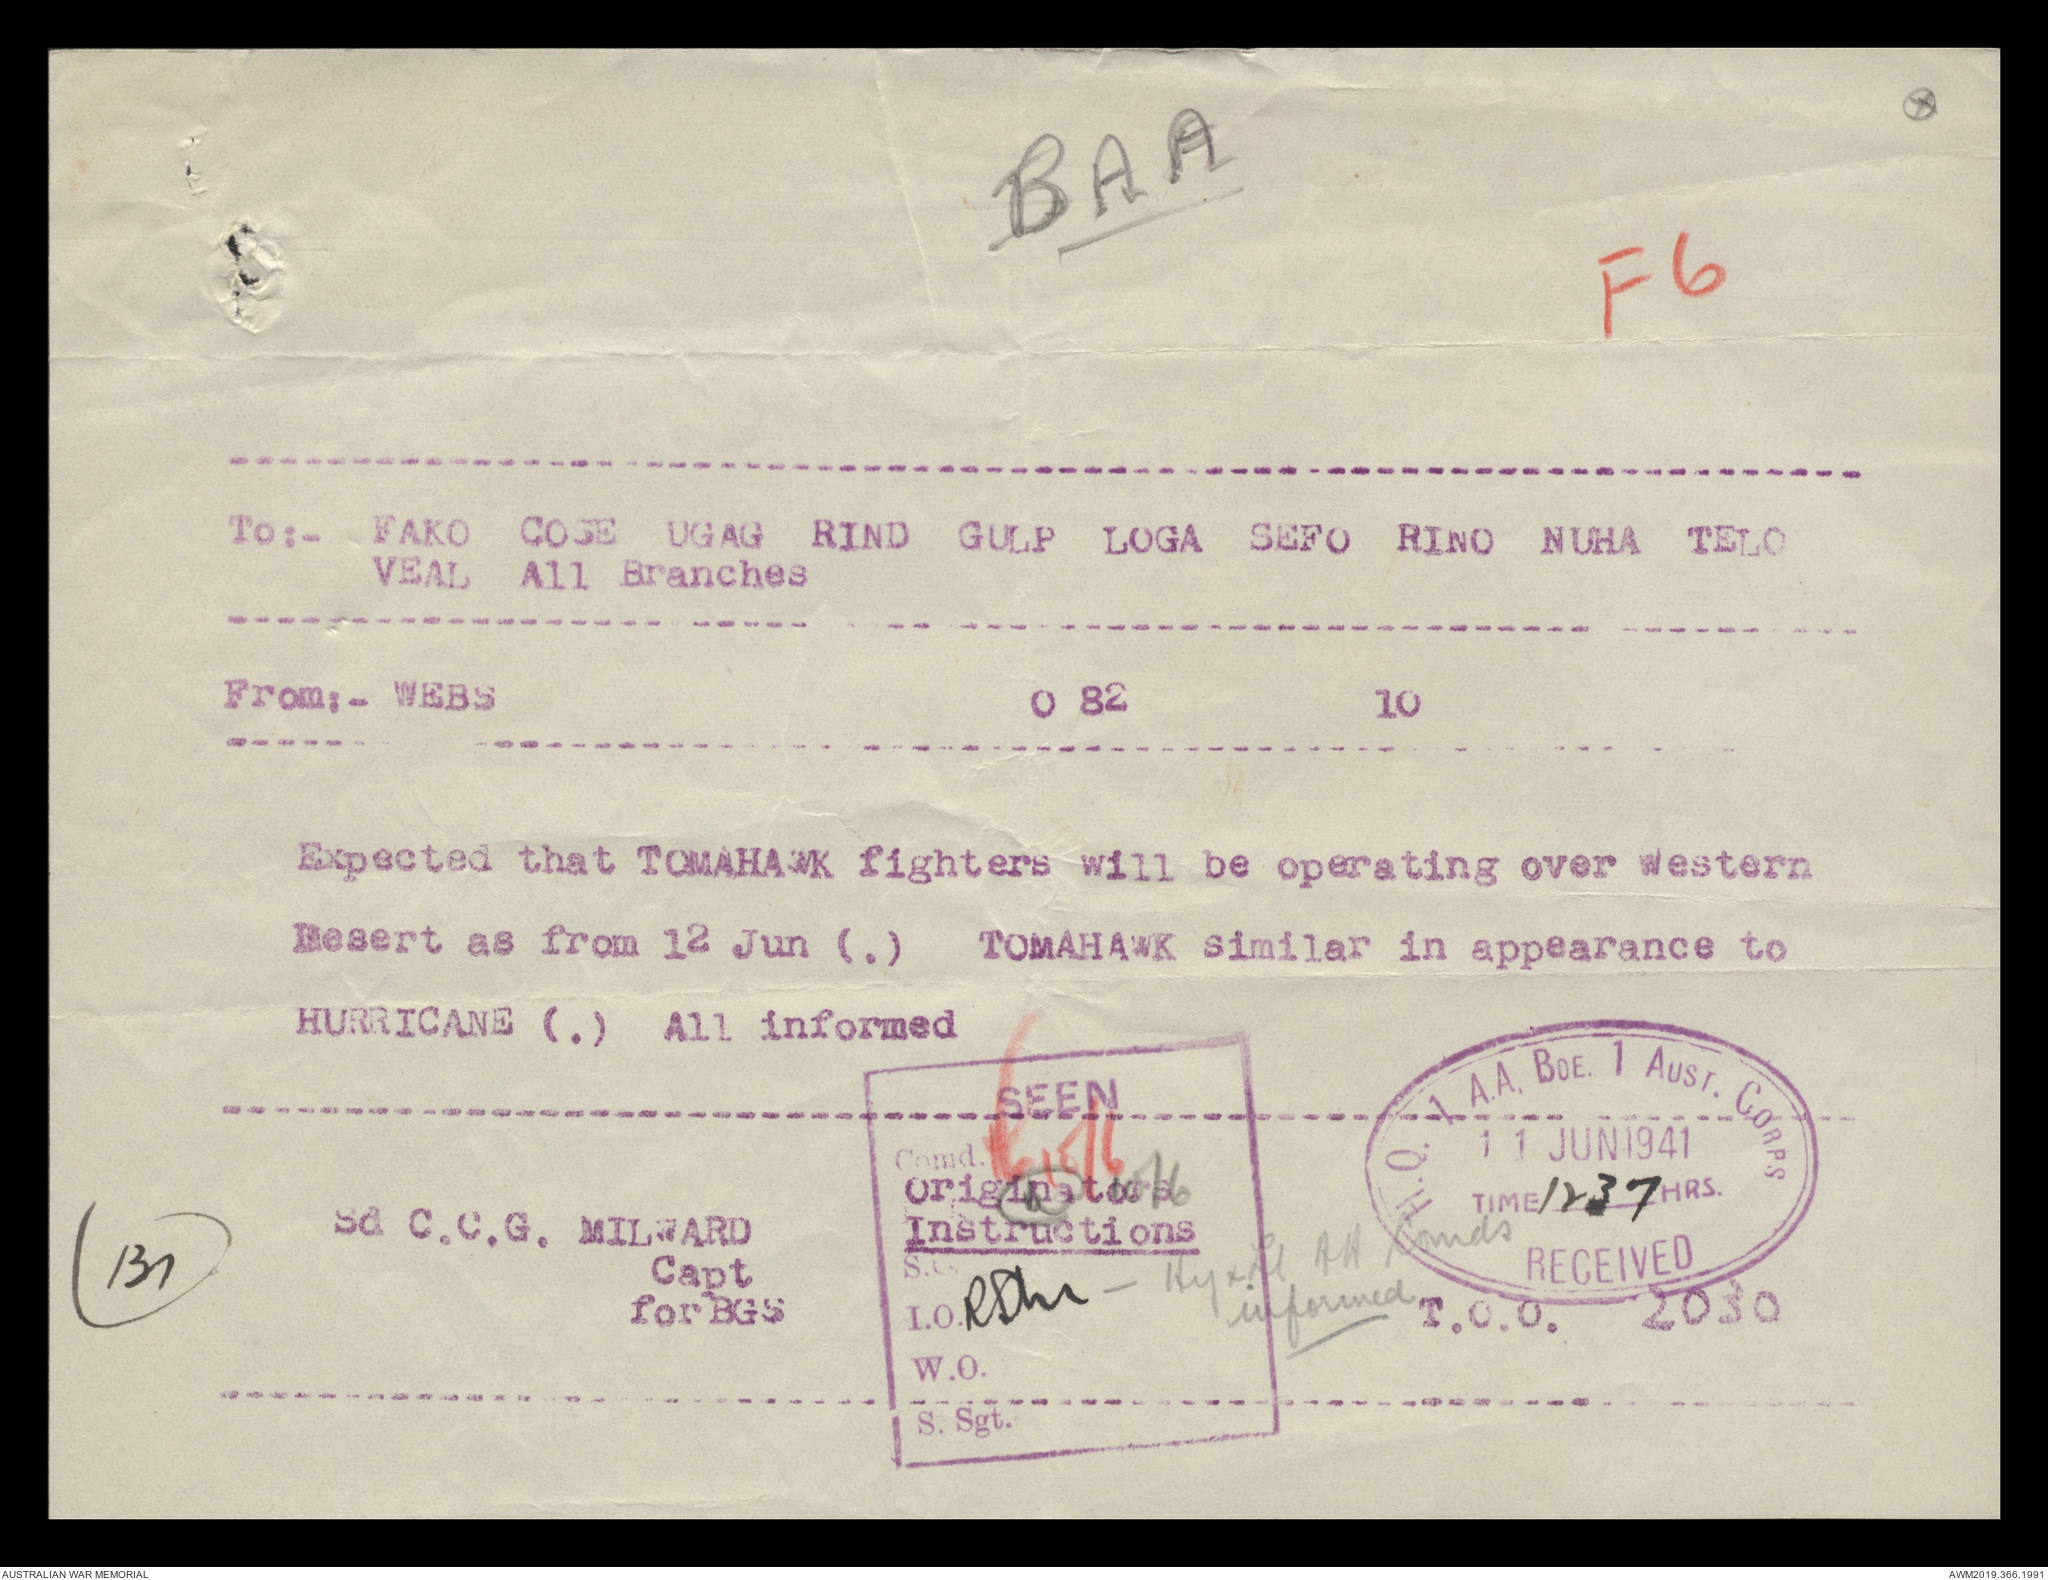 BAA
F6
To:- FAKO COSE UGAG RIND GULP LOGA SEFO RINO NUHA TELO
VEAL All Branches
From:- WEBS 0 82 10
Expected that TOMAHAWK fighters will be operating over Western
Desert as from 12 Jun (.) TOMAHAWK similar in appearance to
HURRICANE (.) All informed
SEEN
Comd.
Originators
Instructions
I.O.
W.O.
S. Sgt.
informed
H.Q. 1 A.A. BDE. 1 AUST. CORPS
11 JUN 1941
TIME 1237 HRS.
RECEIVED
Sd C.C.G. MILWARD
Capt
for BGS
T.O.O. 2030
AUSTRALIAN WAR MEMORIAL
AWM2019.366.1991